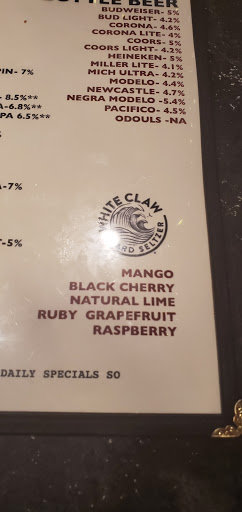 BOTTLE BEER
BUDWEISER- 5%
BUD LIGHT- 4.2%
CORONA- 4.6%
CORONA LITE- 4%
COORS- 5%
COORS LIGHT- 4.2%
HEINEKEN- 5%
MILLER LITE- 4.1%
PIN- 7%
MICH ULTRA- 4.2%
MODELO- 4.4%
- 8.5%**
NEWCASTLE- 4.7%
A-6.8%**
NEGRA MODELO -5.4%
PA 6.5%**
PACIFICO- 4.5%
ODOULS -NA
A-7%
WHITE CLAW
HARD SELTZER
T-5%
MANGO
BLACK CHERRY
NATURAL LIME
RUBY GRAPEFRUIT
RASPBERRY
DAILY SPECIALS SO